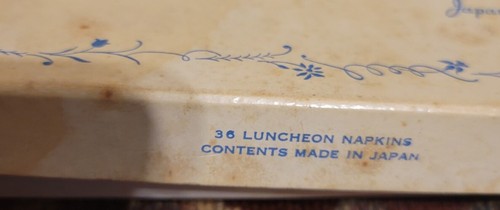 36 LUNCHEON NAPKINS
CONTENTS MADE IN JAPAN